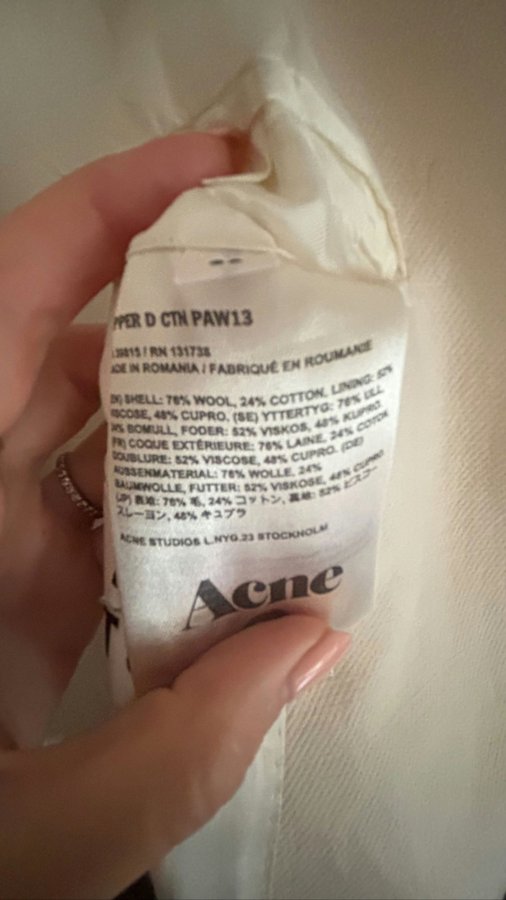 PPER D CTN PAW13
39815 / RN 131738
ADE IN ROMANIA / FABRIQUÉ EN ROUMANIE
(EN) SHELL: 76% WOOL, 24% COTTON, LINING: 52%
VISCOSE, 48% CUPRO. (SE) YTTERTYG: 76% ULL
24% BOMULL, FODER: 52% VISKOS, 48% KUPRO.
(FR) COQUE EXTÉRIEURE: 76% LAINE, 24% COTON
DOUBLURE: 52% VISCOSE, 48% CUPRO. (DE)
AUSSENMATERIAL: 76% WOLLE, 24%
BAUMWOLLE, FUTTER: 52% VISKOSE, 48% CUPRO
(JP) 表地: 76% 毛, 24% コットン, 裏地: 52% ビスコー
スレーヨン, 48% キュプラ
ACNE STUDIOS L.NYG.23 STOCKHOLM
Acne